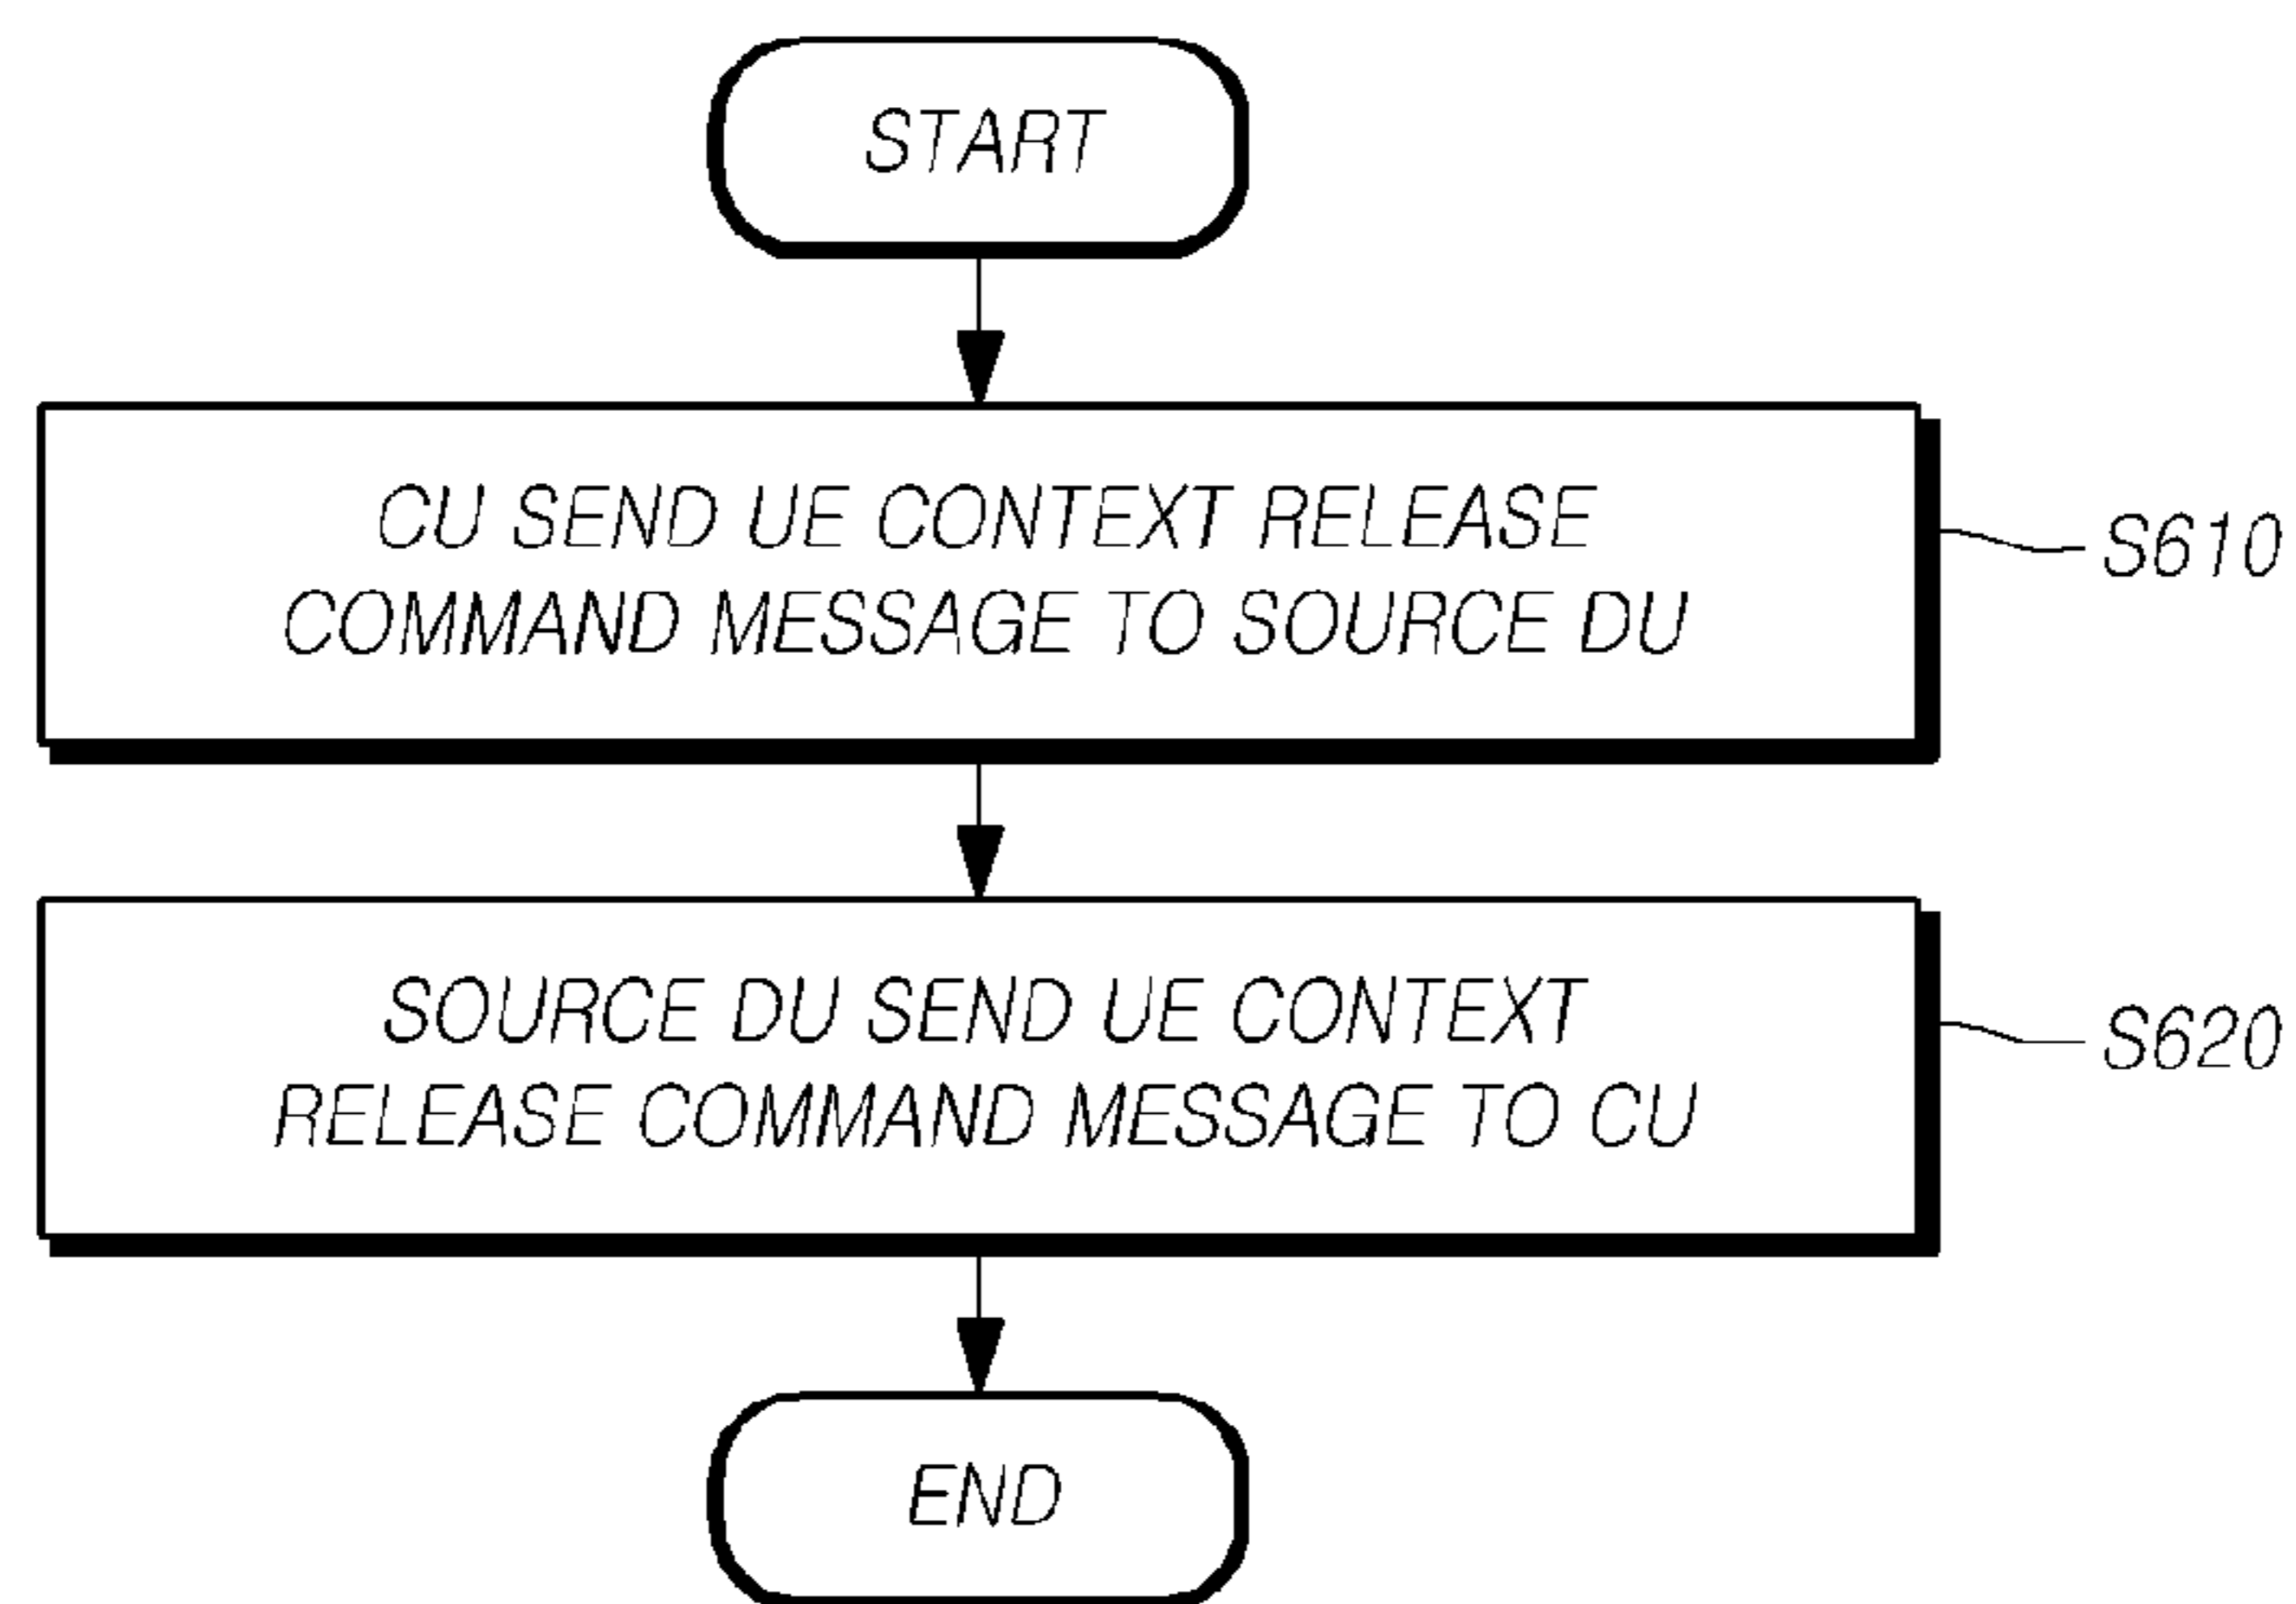 START
CU SEND UE CONTEXT RELEASE
COMMAND MESSAGE TO SOURCE DU
S610
SOURCE DU SEND UE CONTEXT
RELEASE COMMAND MESSAGE TO CU
S620
END